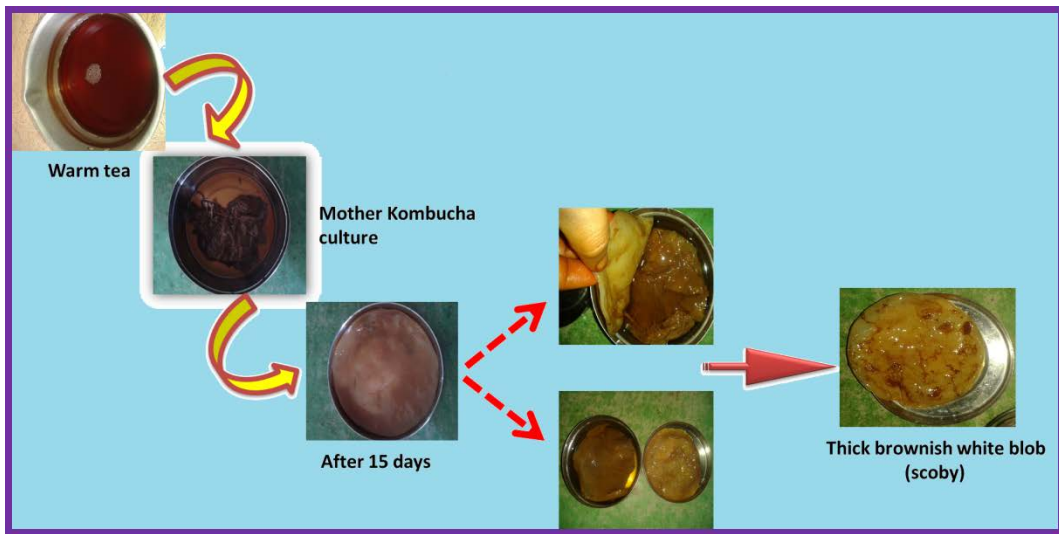 Warm tea
Mother Kombucha
culture
After 15 days
Thick brownish white blob
(scoby)